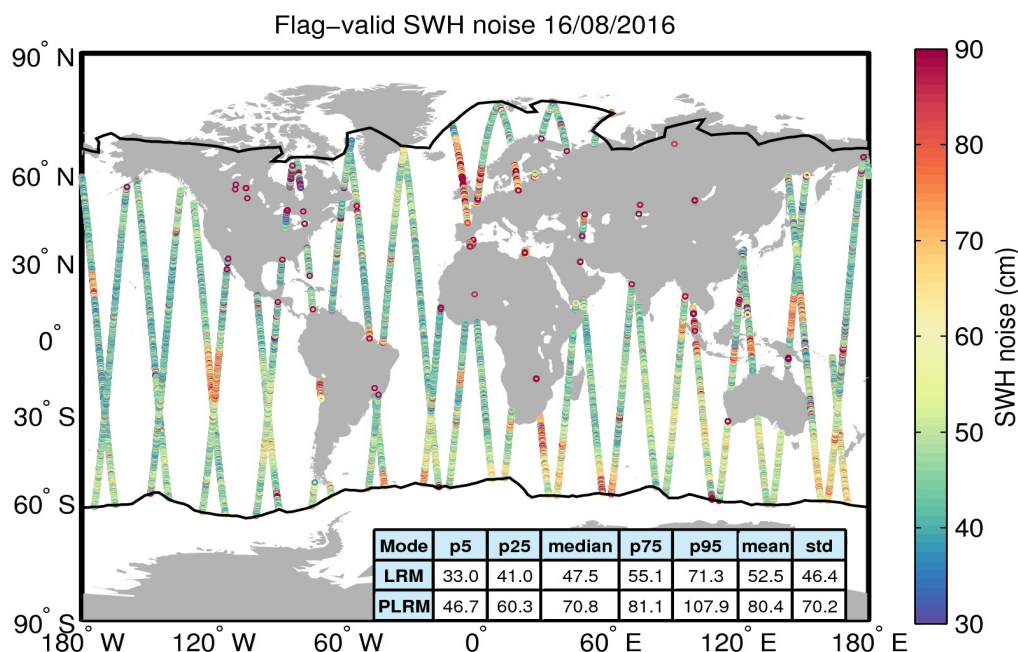 Flag−valid SWH noise 16/08/2016
90° N
60° N
30° N
0°
30° S
60° S
90° S
180° W
120° W
60° W
0°
60° E
120° E
180° E
90
80
70
60
50
40
30
SWH noise (cm)
Mode p5 p25 median p75 p95 mean std
LRM 33.0 41.0 47.5 55.1 71.3 52.5 46.4
PLRM 46.7 60.3 70.8 81.1 107.9 80.4 70.2